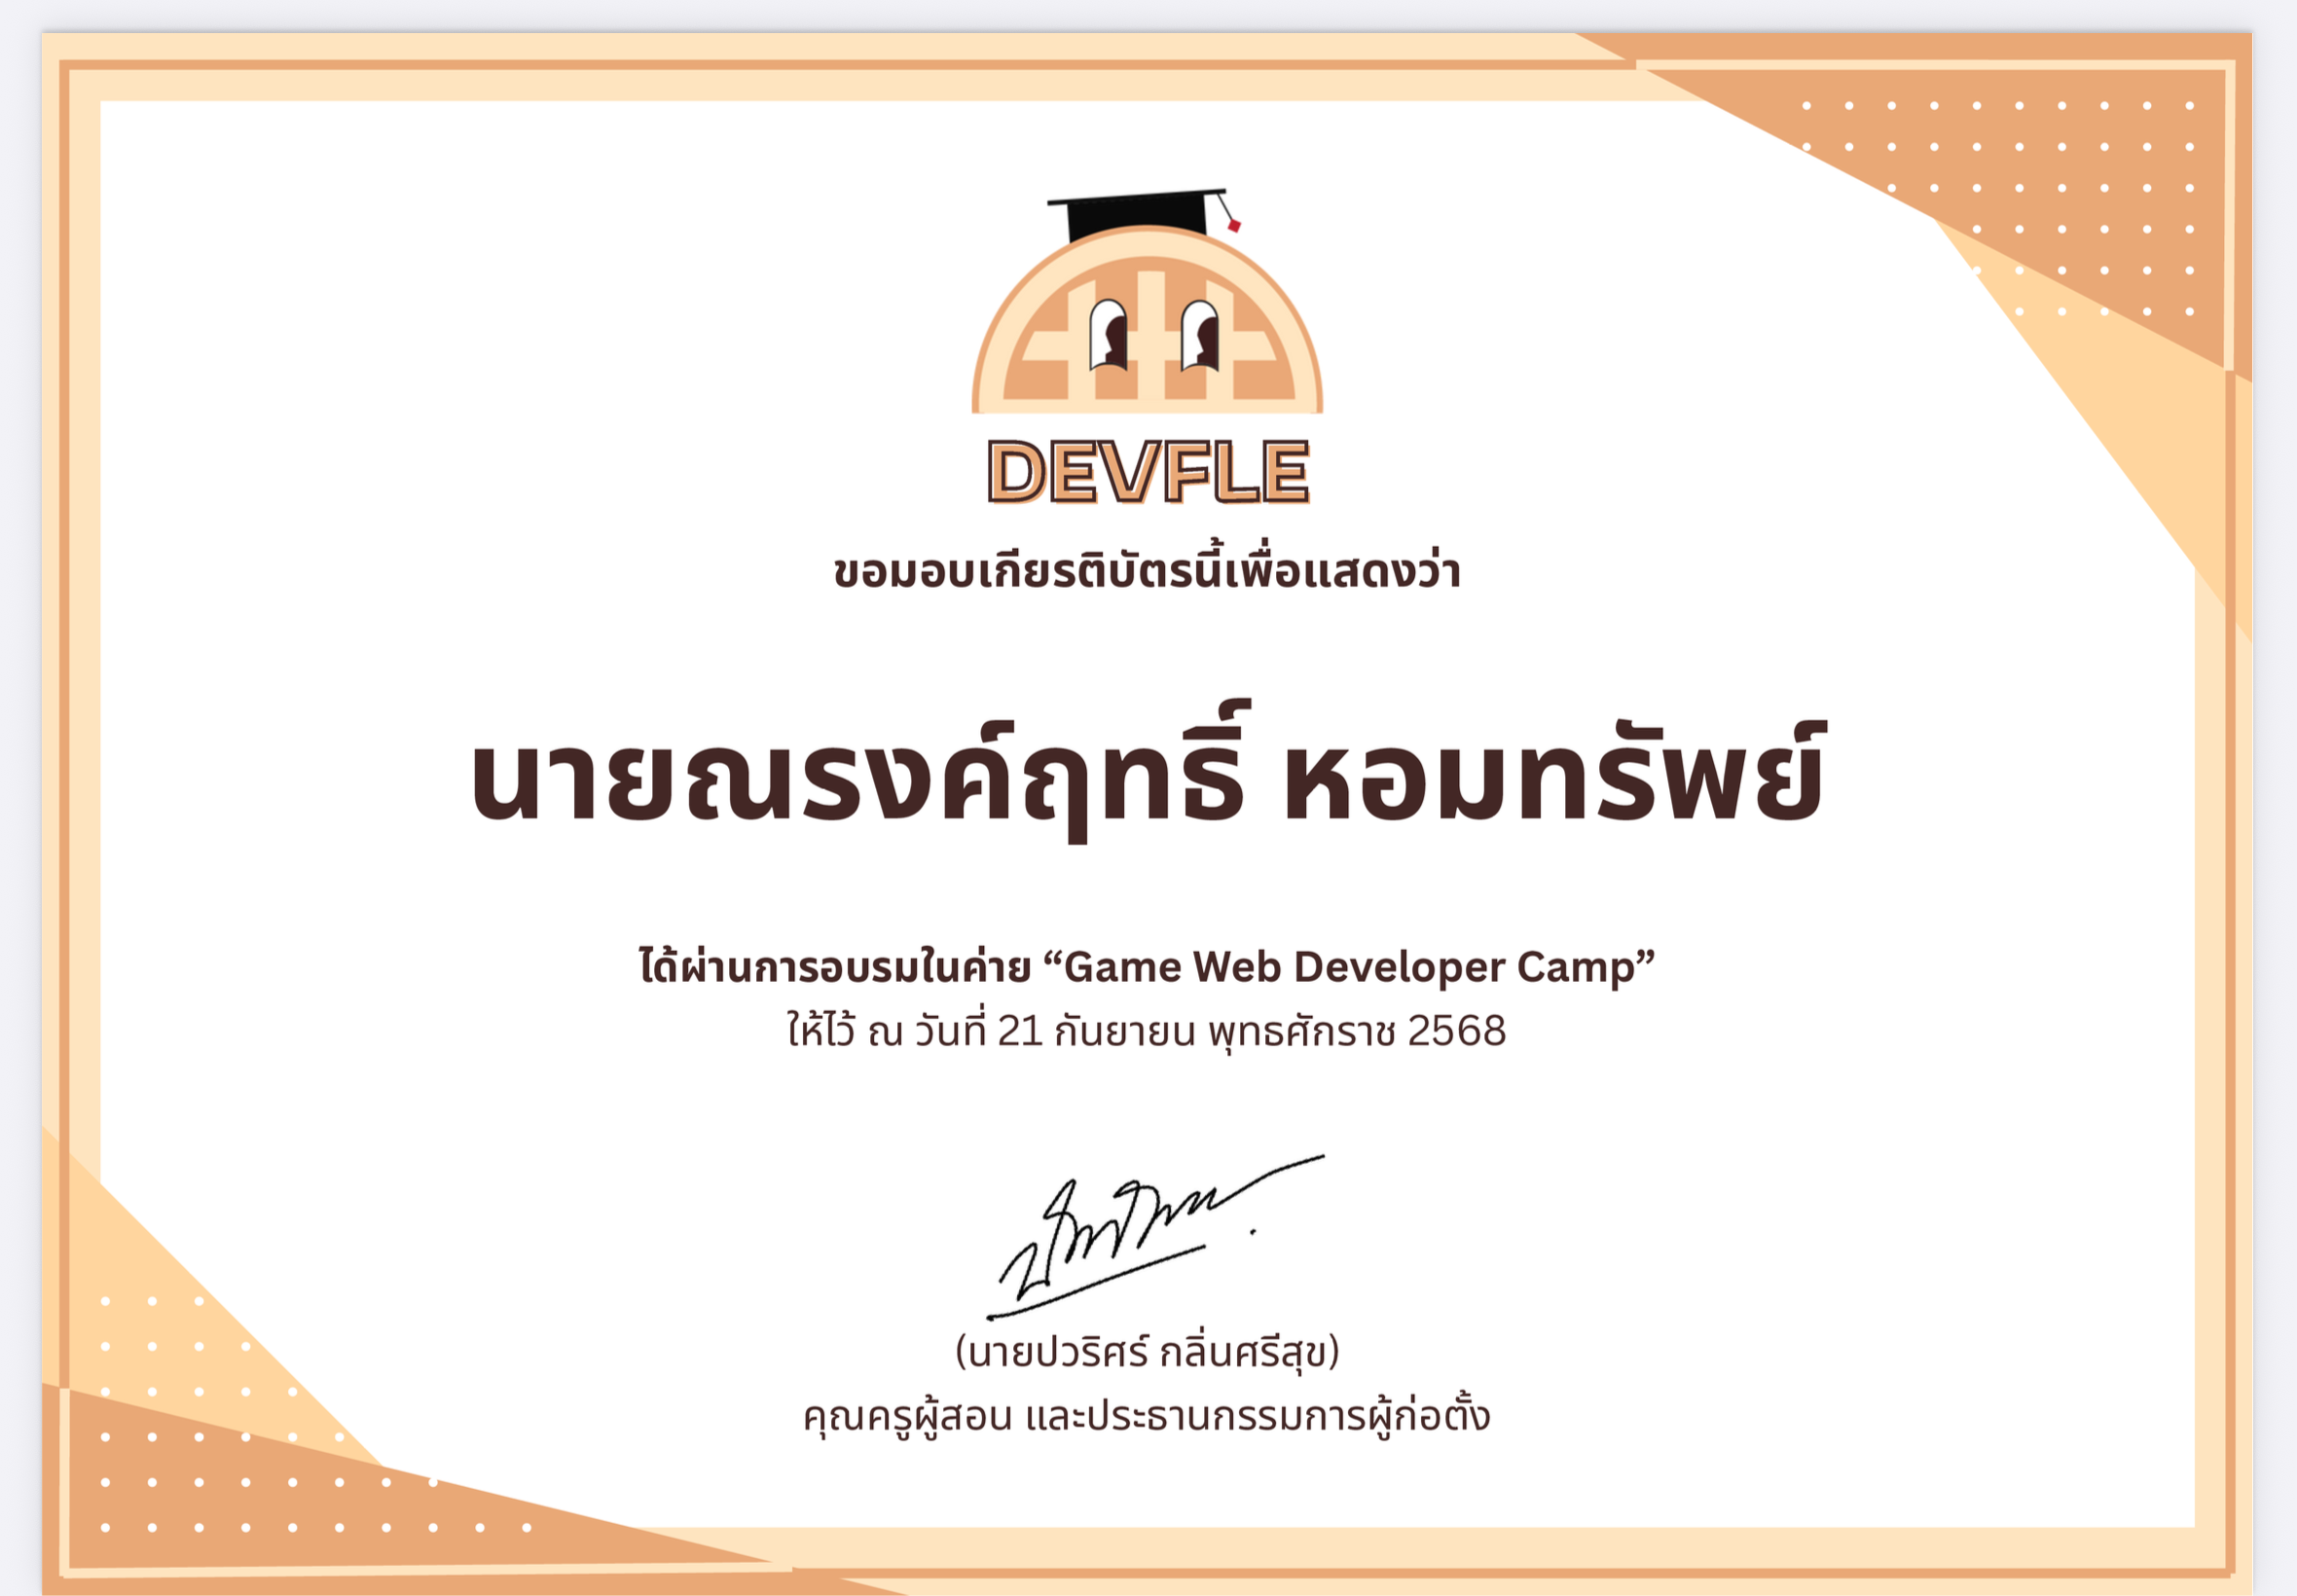 DEVFLE
ขอมอบเกียรติบัตรนี้เพื่อแสดงว่า
นายณรงค์ฤทธิ์ หอมทรัพย์
ได้ผ่านการอบรมในค่าย “Game Web Developer Camp”
ให้ไว้ ณ วันที่ 21 กันยายน พุทธศักราช 2568
(นายปวริศร์ กลิ่นศรีสุข)
คุณครูผู้สอน และประธานกรรมการผู้ก่อตั้ง